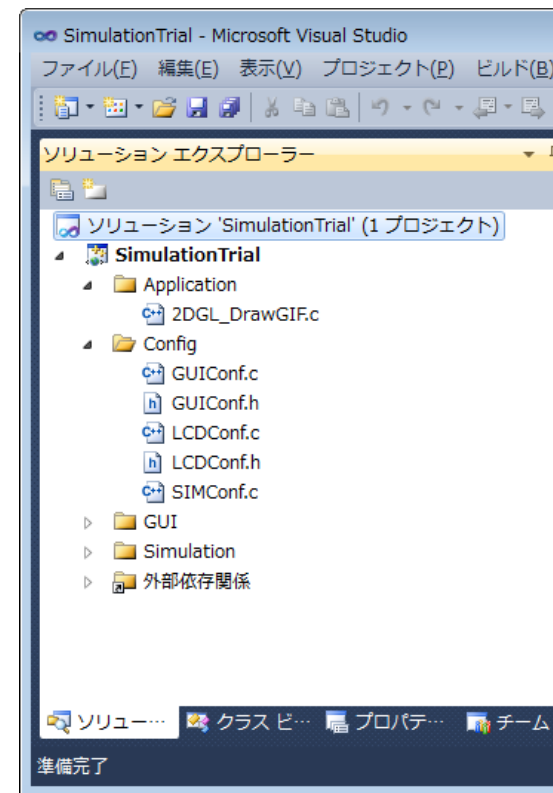 SimulationTrial - Microsoft Visual Studio
ファイル(F) 編集(E) 表示(V) プロジェクト(P) ビルド(B)
ソリューション エクスプローラー
ソリューション 'SimulationTrial' (1 プロジェクト)
SimulationTrial
Application
2DGL_DrawGIF.c
Config
GUIConf.c
GUIConf.h
LCDConf.c
LCDConf.h
SIMConf.c
GUI
Simulation
外部依存関係
ソリュー… クラス ビ… プロパテ… チーム
準備完了